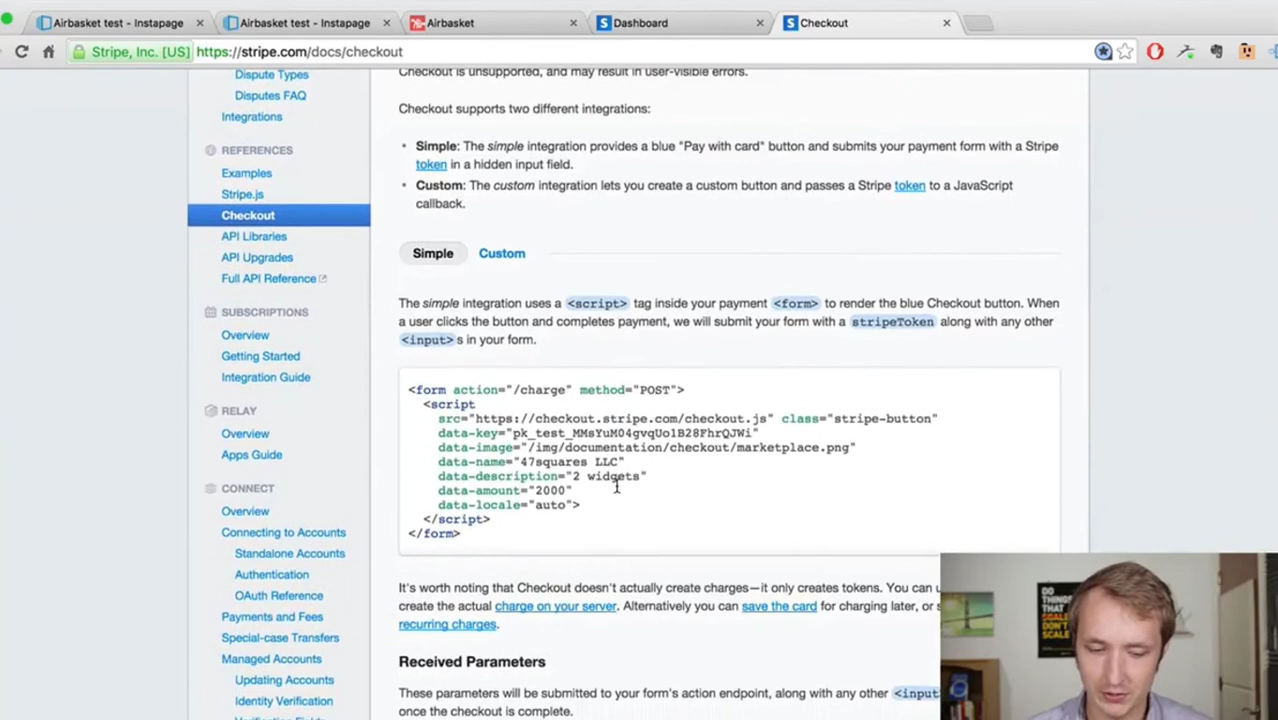 Airbasket test - Instapage
Airbasket test - Instapage
Airbasket
Dashboard
Checkout
Stripe, Inc. [US] https://stripe.com/docs/checkout
Dispute Types
Disputes FAQ
Integrations
REFERENCES
Examples
Stripe.js
Checkout
API Libraries
API Upgrades
Full API Reference
SUBSCRIPTIONS
Overview
Getting Started
Integration Guide
RELAY
Overview
Apps Guide
CONNECT
Overview
Connecting to Accounts
Standalone Accounts
Authentication
OAuth Reference
Payments and Fees
Special-case Transfers
Managed Accounts
Updating Accounts
Identity Verification
Checkout is unsupported, and may result in user-visible errors.
Checkout supports two different integrations:
• Simple: The simple integration provides a blue "Pay with card" button and submits your payment form with a Stripe
token in a hidden input field.
• Custom: The custom integration lets you create a custom button and passes a Stripe token to a JavaScript
callback.
Simple Custom
The simple integration uses a <script> tag inside your payment <form> to render the blue Checkout button. When
a user clicks the button and completes payment, we will submit your form with a stripeToken along with any other
<input>s in your form.
<form action="/charge" method="POST">
<script
src="https://checkout.stripe.com/checkout.js" class="stripe-button"
data-key="pk_test_MMsYuM04gvqUo1B28FhrQJWi"
data-image="/img/documentation/checkout/marketplace.png"
data-name="47squares LLC"
data-description="2 widgets"
data-amount="2000"
data-locale="auto">
</script>
</form>
It's worth noting that Checkout doesn't actually create charges—it only creates tokens. You can
create the actual charge on your server. Alternatively you can save the card for charging later, or
recurring charges.
Received Parameters
These parameters will be submitted to your form's action endpoint, along with any other <input
once the checkout is complete.
DO
THINGS
THAT
SCALE
DON'T
SCALE